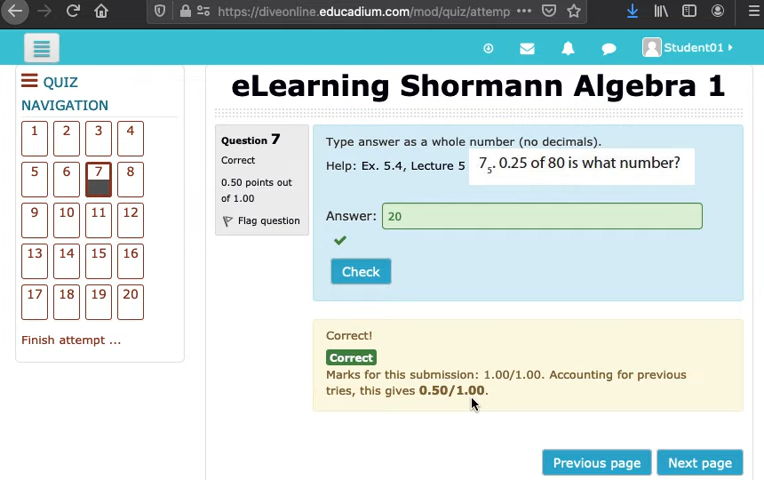 https://diveonline.educadium.com/mod/quiz/attemp
Student01
eLearning Shormann Algebra 1
QUIZ
NAVIGATION
1 2 3 4
5 6 7 8
9 10 11 12
13 14 15 16
17 18 19 20
Finish attempt ...
Question 7
Correct
0.50 points out
of 1.00
Flag question
Type answer as a whole number (no decimals).
Help: Ex. 5.4, Lecture 5 7₅. 0.25 of 80 is what number?
Answer: 20
Check
Correct!
Correct
Marks for this submission: 1.00/1.00. Accounting for previous
tries, this gives 0.50/1.00.
Previous page Next page